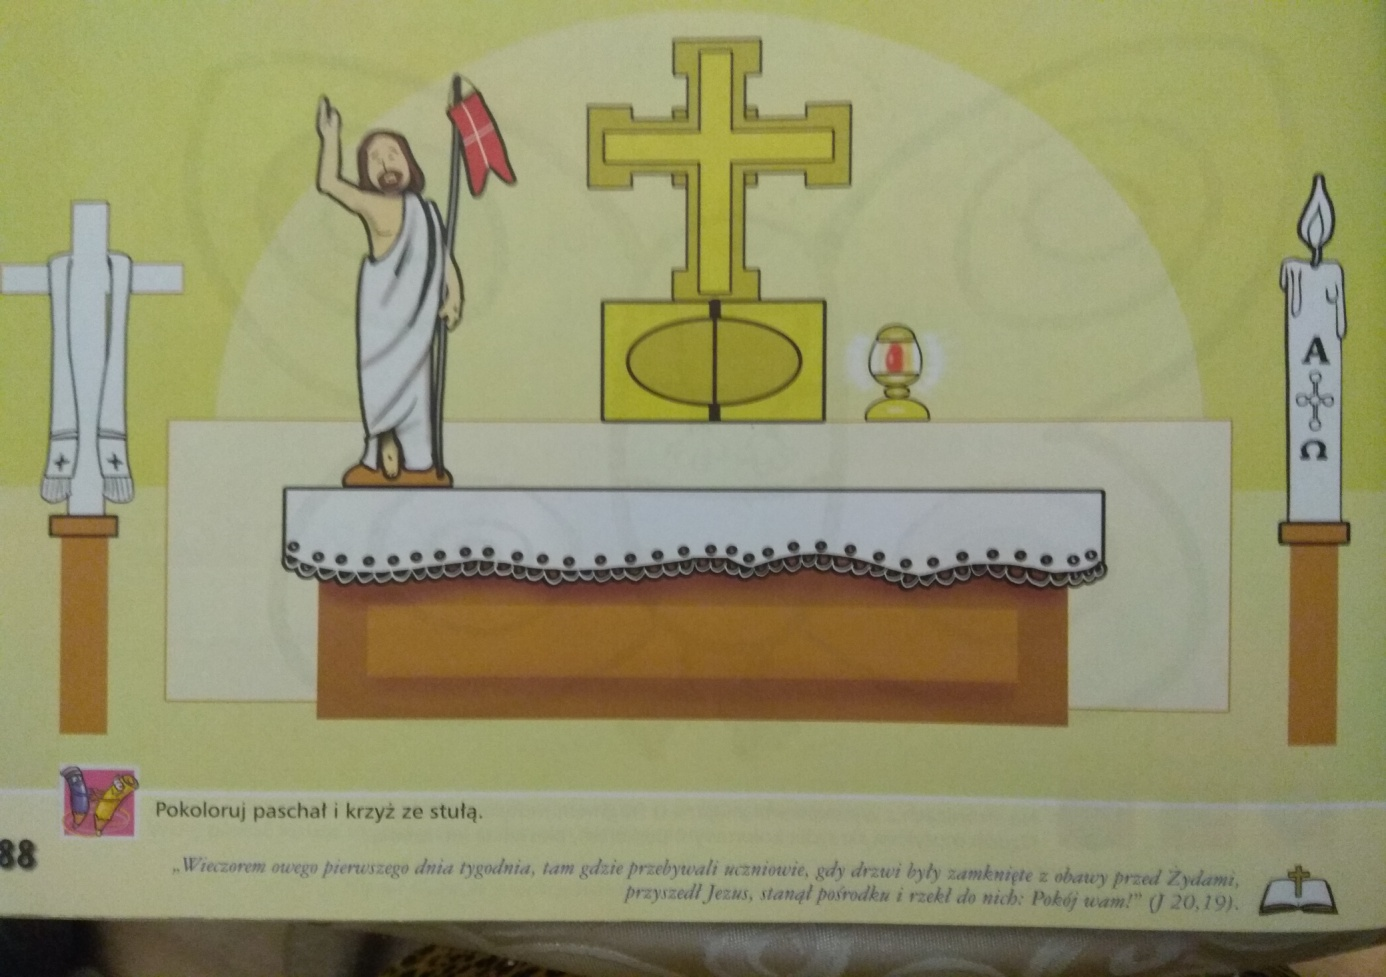 A
Ω
Pokoloruj paschał i krzyż ze stułą.
88
„Wieczorem owego pierwszego dnia tygodnia, tam gdzie przebywali uczniowie, gdy drzwi były zamknięte z obawy przed Żydami,
przyszedł Jezus, stanął pośrodku i rzekł do nich: Pokój wam!” (J 20,19).